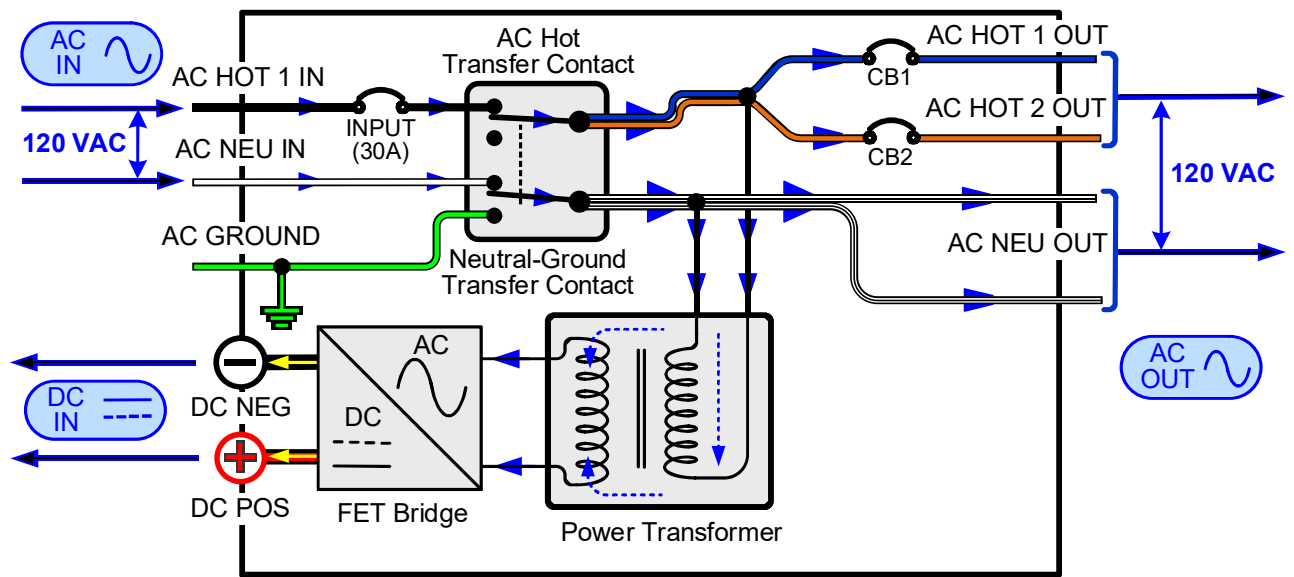 AC
IN
AC Hot
Transfer Contact
AC HOT 1 OUT
AC HOT 1 IN
CB1
AC HOT 2 OUT
120 VAC
INPUT
(30A)
AC NEU IN
CB2
120 VAC
AC GROUND
AC NEU OUT
Neutral-Ground
Transfer Contact
AC
DC
AC
OUT
DC NEG
DC
IN
DC POS
FET Bridge
Power Transformer